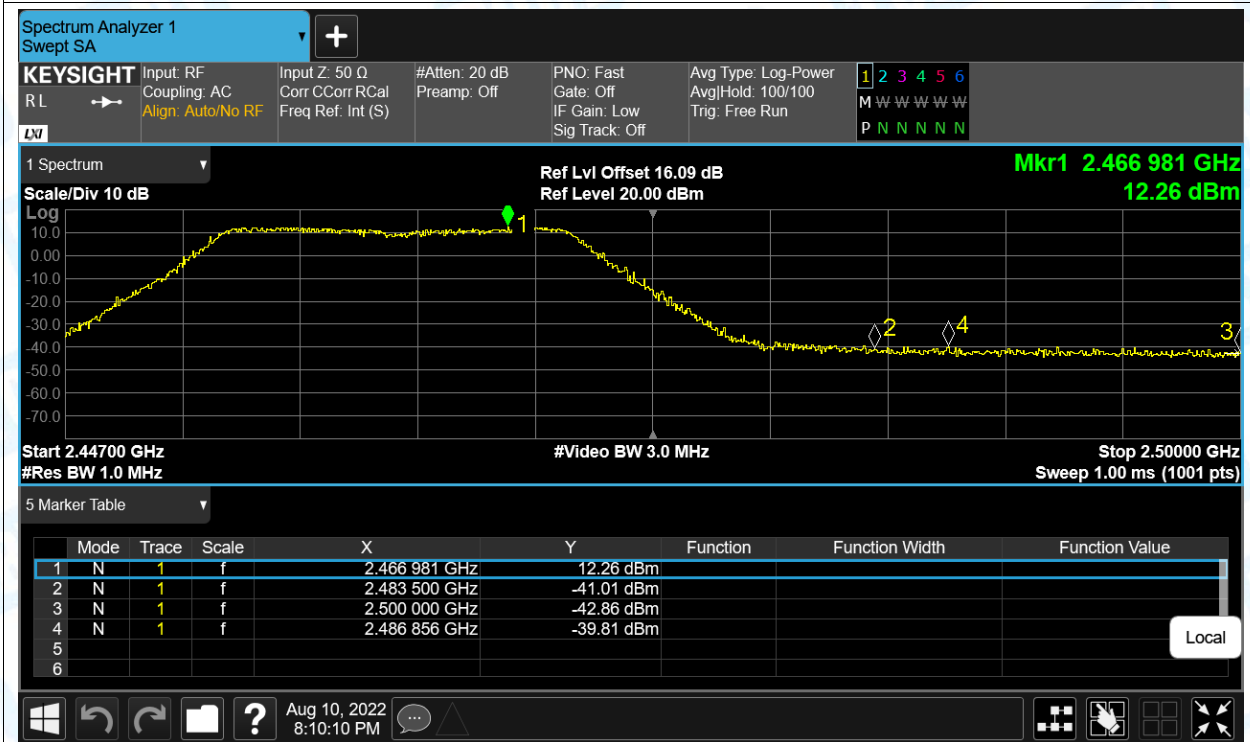 Spectrum Analyzer 1
Swept SA
+
KEYSIGHT
R L
LXI
Input: RF
Coupling: AC
Align: Auto/No RF
Input Z: 50 Ω
Corr CCorr RCal
Freq Ref: Int (S)
#Atten: 20 dB
Preamp: Off
PNO: Fast
Gate: Off
IF Gain: Low
Sig Track: Off
Avg Type: Log-Power
Avg|Hold: 100/100
Trig: Free Run
1 2 3 4 5 6
M W W W W W
P N N N N N
1 Spectrum
Scale/Div 10 dB
Ref Lvl Offset 16.09 dB
Ref Level 20.00 dBm
Mkr1 2.466 981 GHz
12.26 dBm
Log
10.0
0.00
-10.0
-20.0
-30.0
-40.0
-50.0
-60.0
-70.0
1
2
4
3
Start 2.44700 GHz
#Res BW 1.0 MHz
#Video BW 3.0 MHz
Stop 2.50000 GHz
Sweep 1.00 ms (1001 pts)
5 Marker Table
Mode Trace Scale X Y Function Function Width Function Value
1 N 1 f 2.466 981 GHz 12.26 dBm
2 N 1 f 2.483 500 GHz -41.01 dBm
3 N 1 f 2.500 000 GHz -42.86 dBm
4 N 1 f 2.486 856 GHz -39.81 dBm
5
6
Local
?
Aug 10, 2022
8:10:10 PM